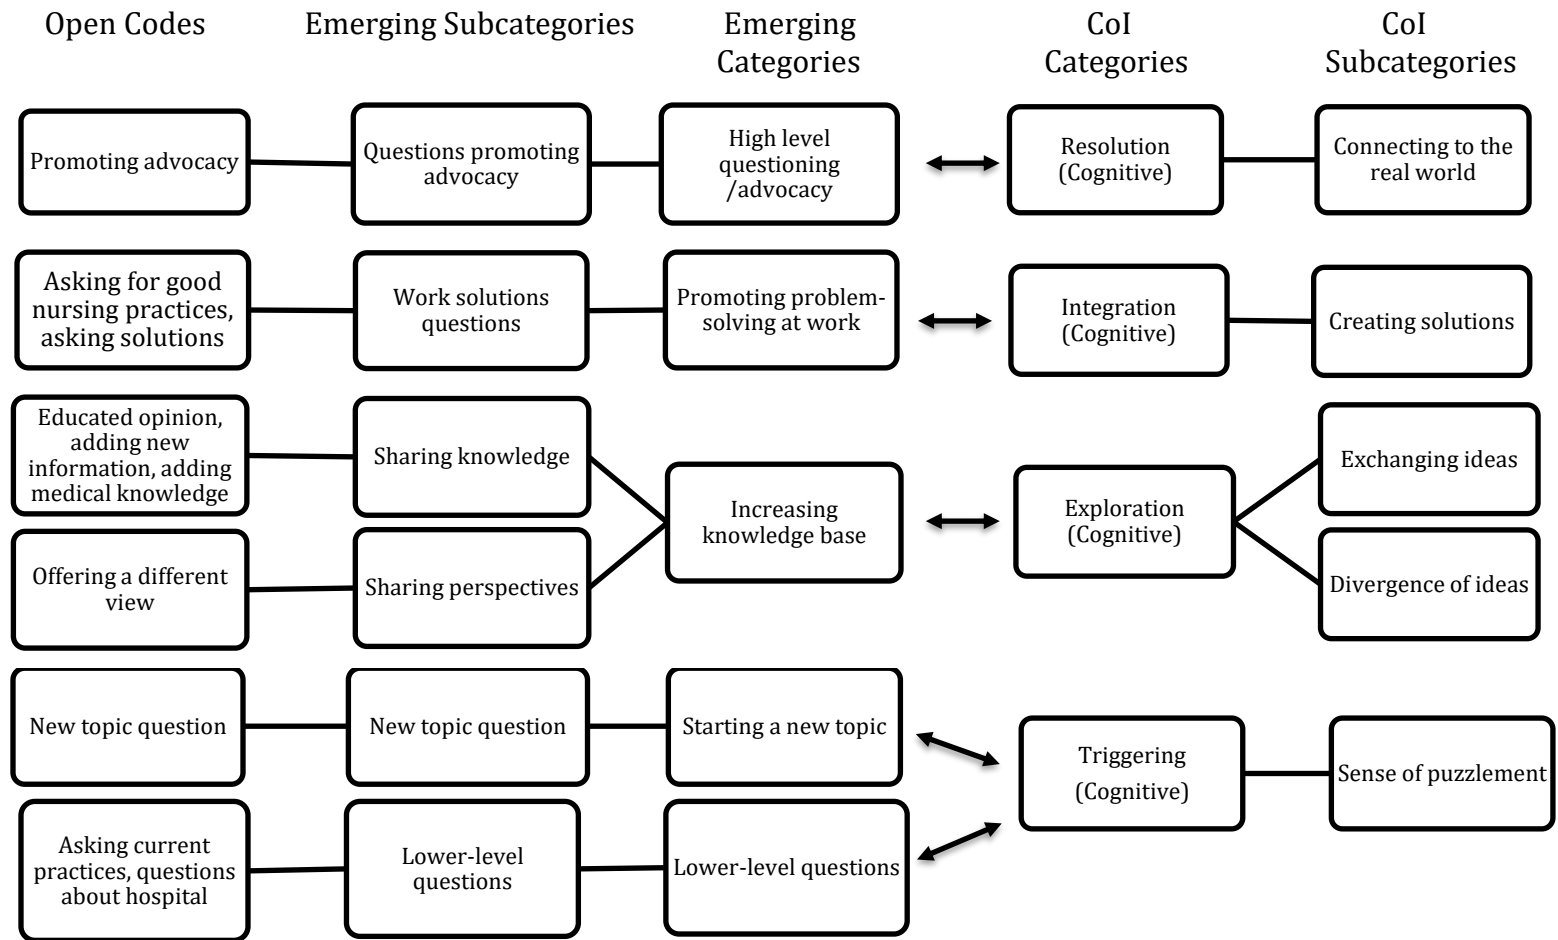 Open Codes
Emerging Subcategories
Emerging
Categories
CoI
Categories
CoI
Subcategories
Promoting advocacy
Questions promoting
advocacy
High level
questioning
/advocacy
Resolution
(Cognitive)
Connecting to the
real world
Asking for good
nursing practices,
asking solutions
Work solutions
questions
Promoting problem-
solving at work
Integration
(Cognitive)
Creating solutions
Educated opinion,
adding new
information, adding
medical knowledge
Sharing knowledge
Offering a different
view
Sharing perspectives
Increasing
knowledge base
Exploration
(Cognitive)
Exchanging ideas
Divergence of ideas
New topic question
New topic question
Starting a new topic
Asking current
practices, questions
about hospital
Lower-level
questions
Lower-level questions
Triggering
(Cognitive)
Sense of puzzlement